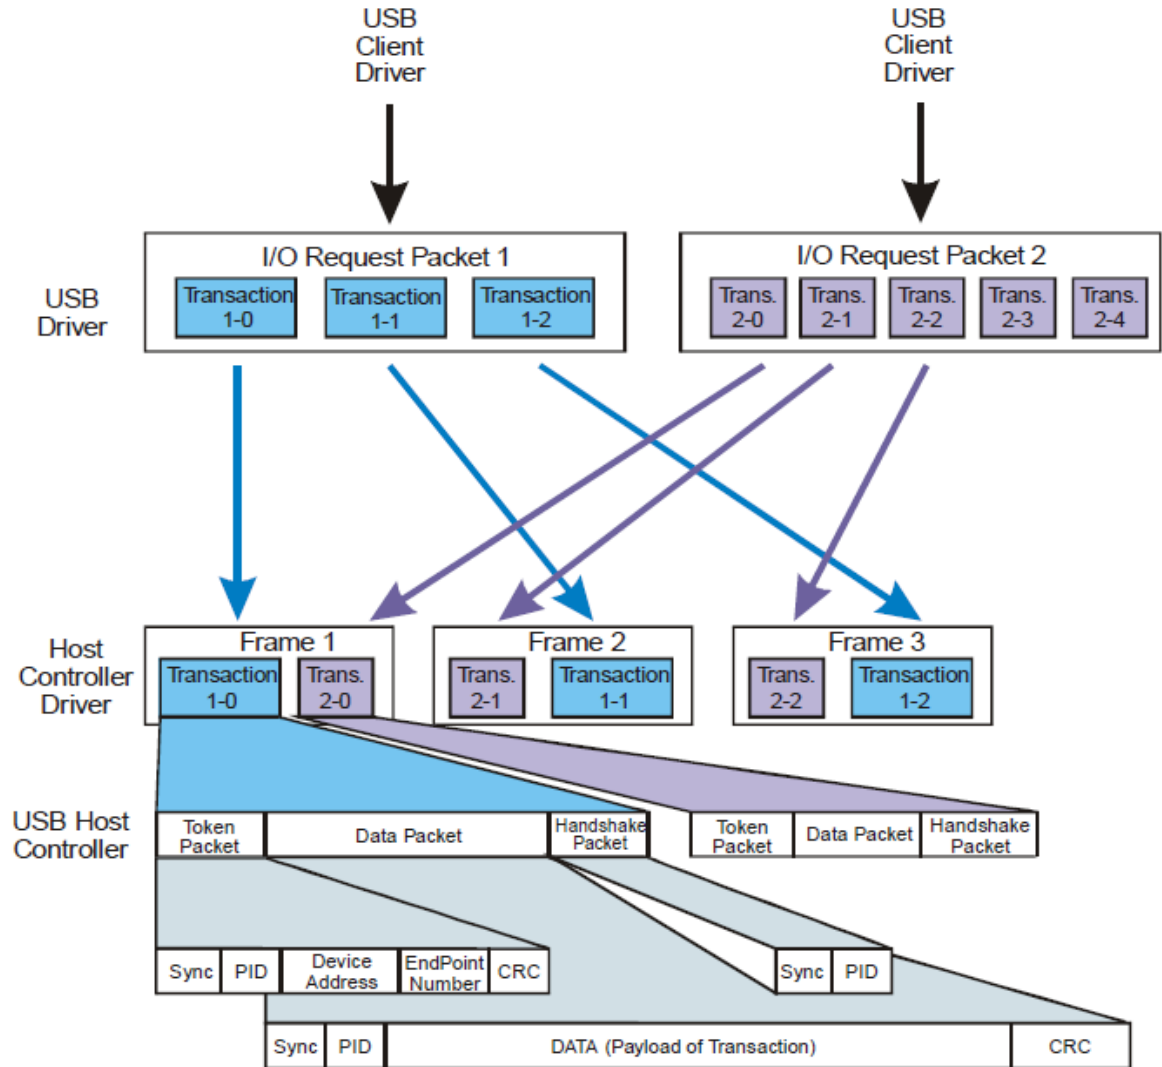 USB
Client
Driver
USB
Client
Driver
USB
Driver
I/O Request Packet 1
Transaction
1-0
Transaction
1-1
Transaction
1-2
I/O Request Packet 2
Trans.
2-0
Trans.
2-1
Trans.
2-2
Trans.
2-3
Trans.
2-4
Host
Controller
Driver
Frame 1
Transaction
1-0
Trans.
2-0
Frame 2
Trans.
2-1
Transaction
1-1
Frame 3
Trans.
2-2
Transaction
1-2
USB Host
Controller
Token
Packet
Data Packet
Handshake
Packet
Token
Packet
Data Packet
Handshake
Packet
Sync
PID
Device
Address
EndPoint
Number
CRC
Sync
PID
Sync
PID
DATA (Payload of Transaction)
CRC